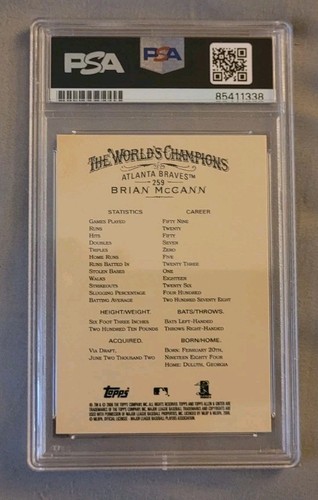 PSA
PSA
85411338
THE WORLD'S CHAMPIONS
ATLANTA BRAVES™
259
BRIAN McCANN
STATISTICS CAREER
GAMES PLAYED FIFTY NINE
RUNS TWENTY
HITS FIFTY
DOUBLES SEVEN
TRIPLES ZERO
HOME RUNS FIVE
RUNS BATTED IN TWENTY THREE
STOLEN BASES ONE
WALKS EIGHTEEN
STRIKEOUTS TWENTY SIX
SLUGGING PERCENTAGE FOUR HUNDRED
BATTING AVERAGE TWO HUNDRED SEVENTY EIGHT
HEIGHT/WEIGHT. BATS/THROWS.
SIX FOOT THREE INCHES BATS LEFT-HANDED
TWO HUNDRED TEN POUNDS THROWS RIGHT-HANDED
ACQUIRED. BORN/HOME.
VIA DRAFT, BORN: FEBRUARY 20TH,
JUNE TWO THOUSAND TWO NINETEEN EIGHTY FOUR
HOME: DULUTH, GEORGIA
Topps